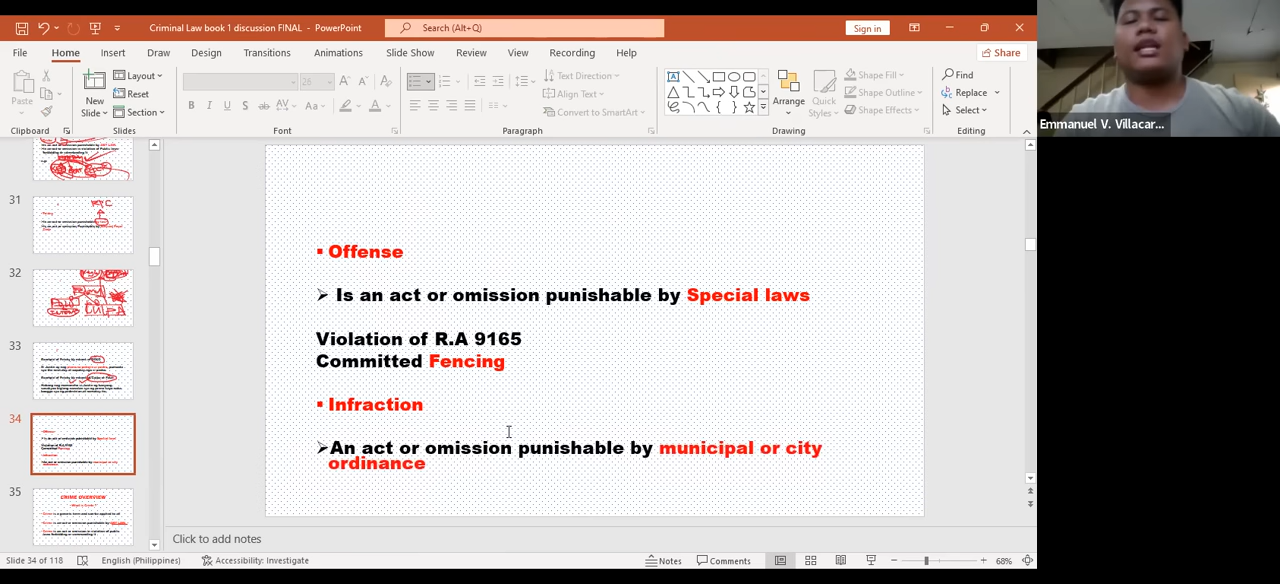 Criminal Law book 1 discussion FINAL - PowerPoint
Search (Alt+Q)
Sign in
File Home Insert Draw Design Transitions Animations Slide Show Review View Recording Help
Share
Paste
New
Slide
Layout
Reset
Section
28
Text Direction
Align Text
Convert to SmartArt
Arrange
Quick
Styles
Shape Fill
Shape Outline
Shape Effects
Find
Replace
Select
Clipboard Slides Font Paragraph Drawing Editing
Emmanuel V. Villacar...
31
32
33
34
35
CRIME OVERVIEW
Offense
Is an act or omission punishable by Special laws
Violation of R.A 9165
Committed Fencing
Infraction
An act or omission punishable by municipal or city
ordinance
Click to add notes
Slide 34 of 118 English (Philippines) Accessibility: Investigate Notes Comments 68%